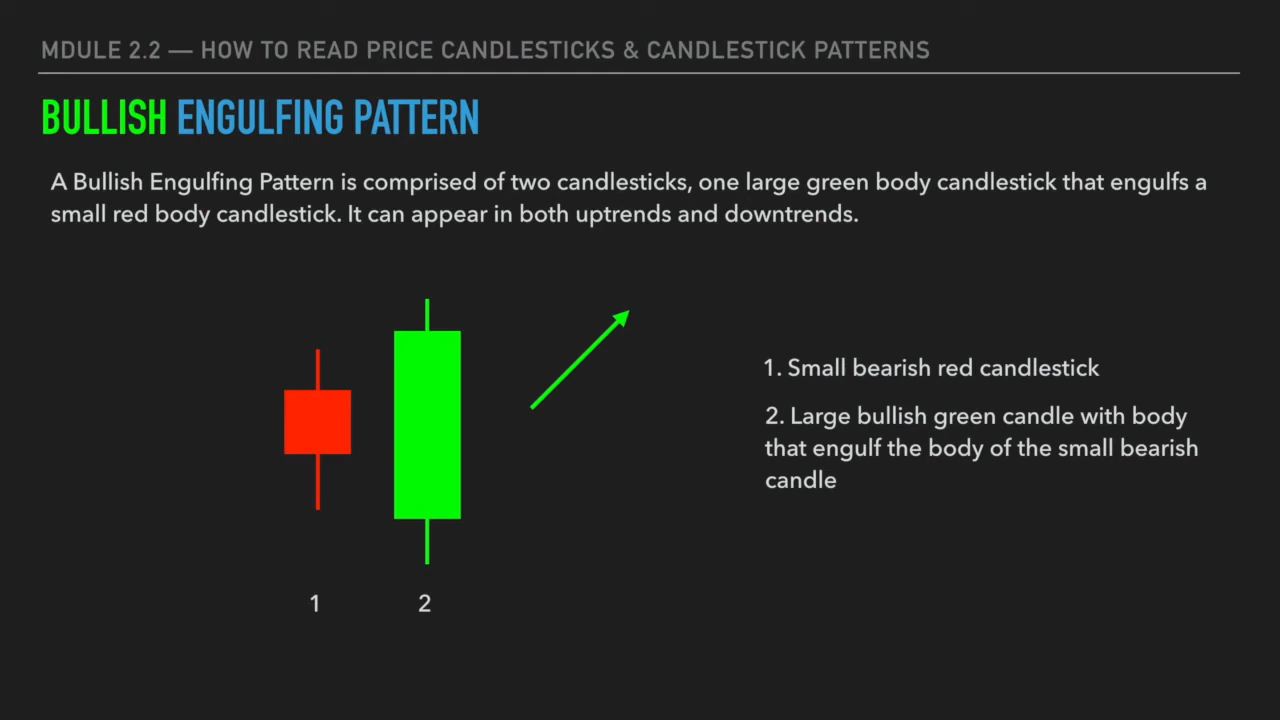 MDULE 2.2 — HOW TO READ PRICE CANDLESTICKS & CANDLESTICK PATTERNS
BULLISH ENGULFING PATTERN
A Bullish Engulfing Pattern is comprised of two candlesticks, one large green body candlestick that engulfs a
small red body candlestick. It can appear in both uptrends and downtrends.
1. Small bearish red candlestick
2. Large bullish green candle with body
that engulf the body of the small bearish
candle
1
2